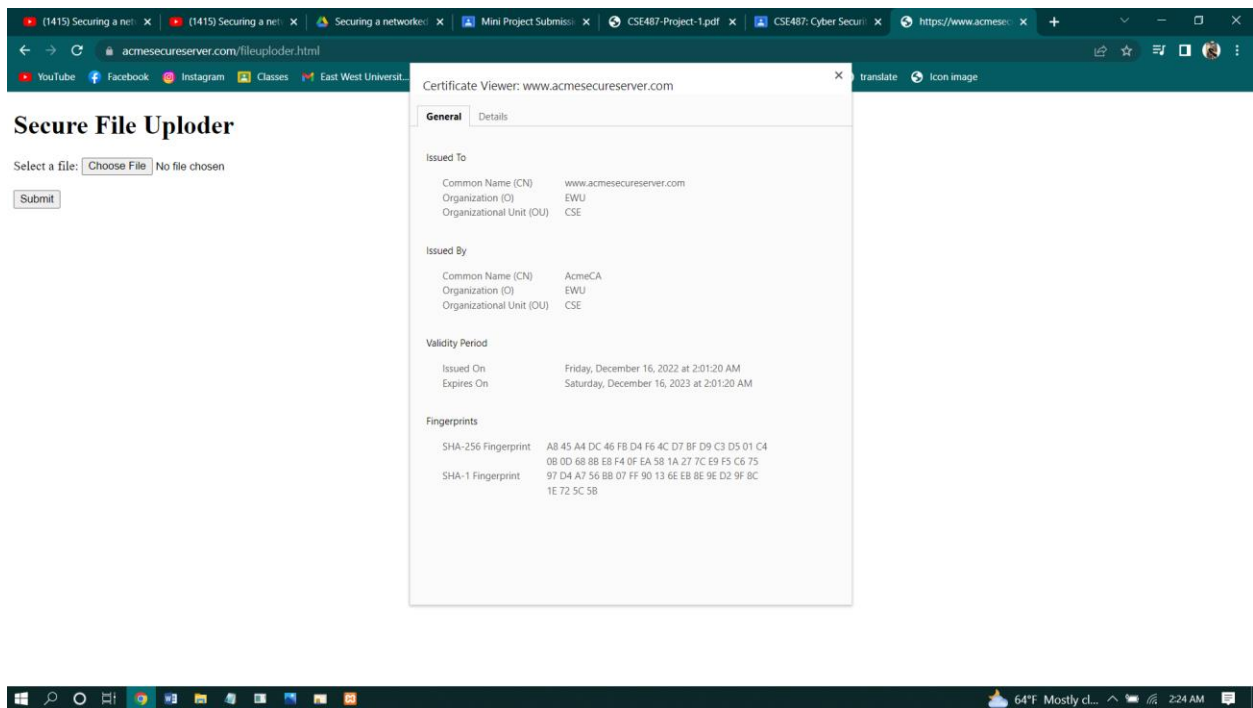 (1415) Securing a net
(1415) Securing a net
Securing a networked
Mini Project Submissi
CSE487-Project-1.pdf
CSE487: Cyber Securi
https://www.acmesec
acmesecureserver.com/fileuploder.html
YouTube Facebook Instagram Classes East West Universit... translate Icon image
Secure File Uploder
Select a file: Choose File No file chosen
Submit
Certificate Viewer: www.acmesecureserver.com
General Details
Issued To
Common Name (CN) www.acmesecureserver.com
Organization (O) EWU
Organizational Unit (OU) CSE
Issued By
Common Name (CN) AcmeCA
Organization (O) EWU
Organizational Unit (OU) CSE
Validity Period
Issued On Friday, December 16, 2022 at 2:01:20 AM
Expires On Saturday, December 16, 2023 at 2:01:20 AM
Fingerprints
SHA-256 Fingerprint A8 45 A4 DC 46 FB D4 F6 4C D7 BF D9 C3 D5 01 C4
0B 0D 68 8B E8 F4 0F EA 58 1A 27 7C E9 F5 C6 75
SHA-1 Fingerprint 97 D4 A7 56 BB 07 FF 90 13 6E EB 8E 9E D2 9F 8C
1E 72 5C 5B
64°F Mostly cl... 2:24 AM